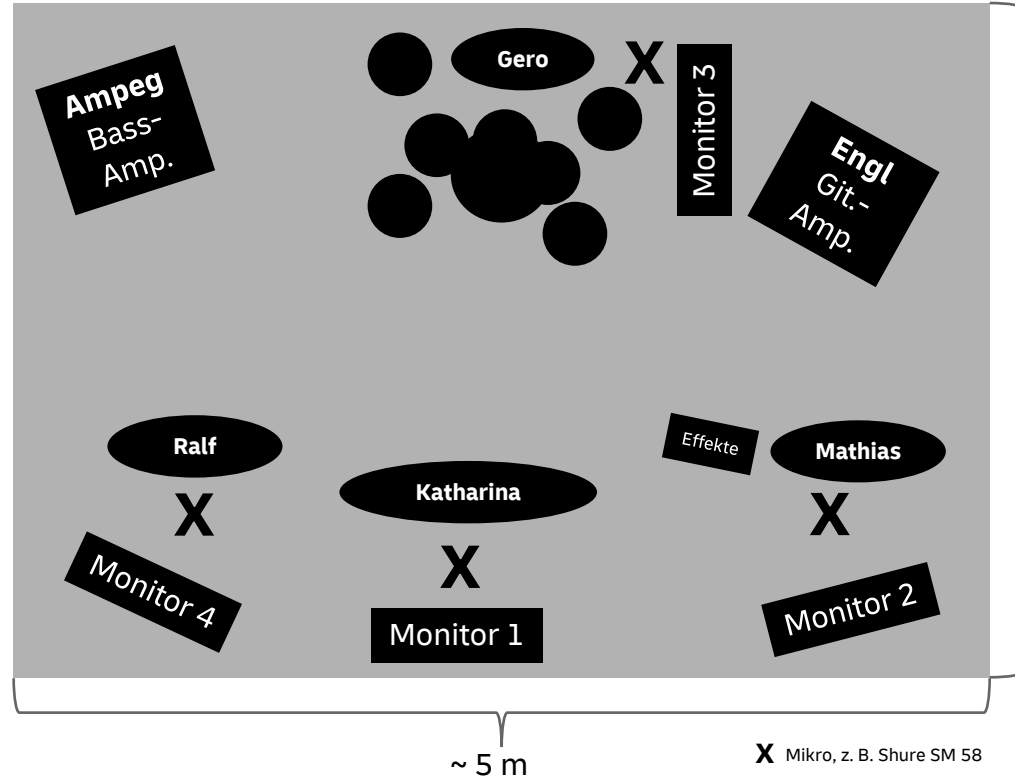 Gero
X
Monitor 3
Ampeg
Bass-
Amp.
Engl
Git.-
Amp.
Ralf
X
Monitor 4
Katharina
X
Monitor 1
Effekte
Mathias
X
Monitor 2
~ 5 m
X Mikro, z. B. Shure SM 58